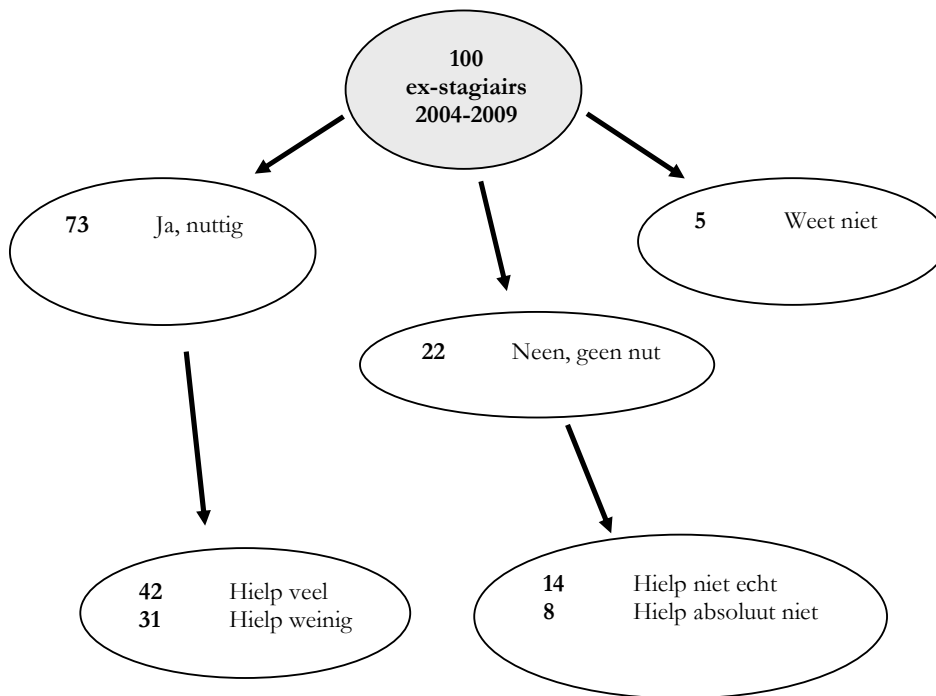 100
ex-stagiairs
2004-2009
73 Ja, nuttig
5 Weet niet
22 Neen, geen nut
42 Hielp veel
31 Hielp weinig
14 Hielp niet echt
8 Hielp absoluut niet